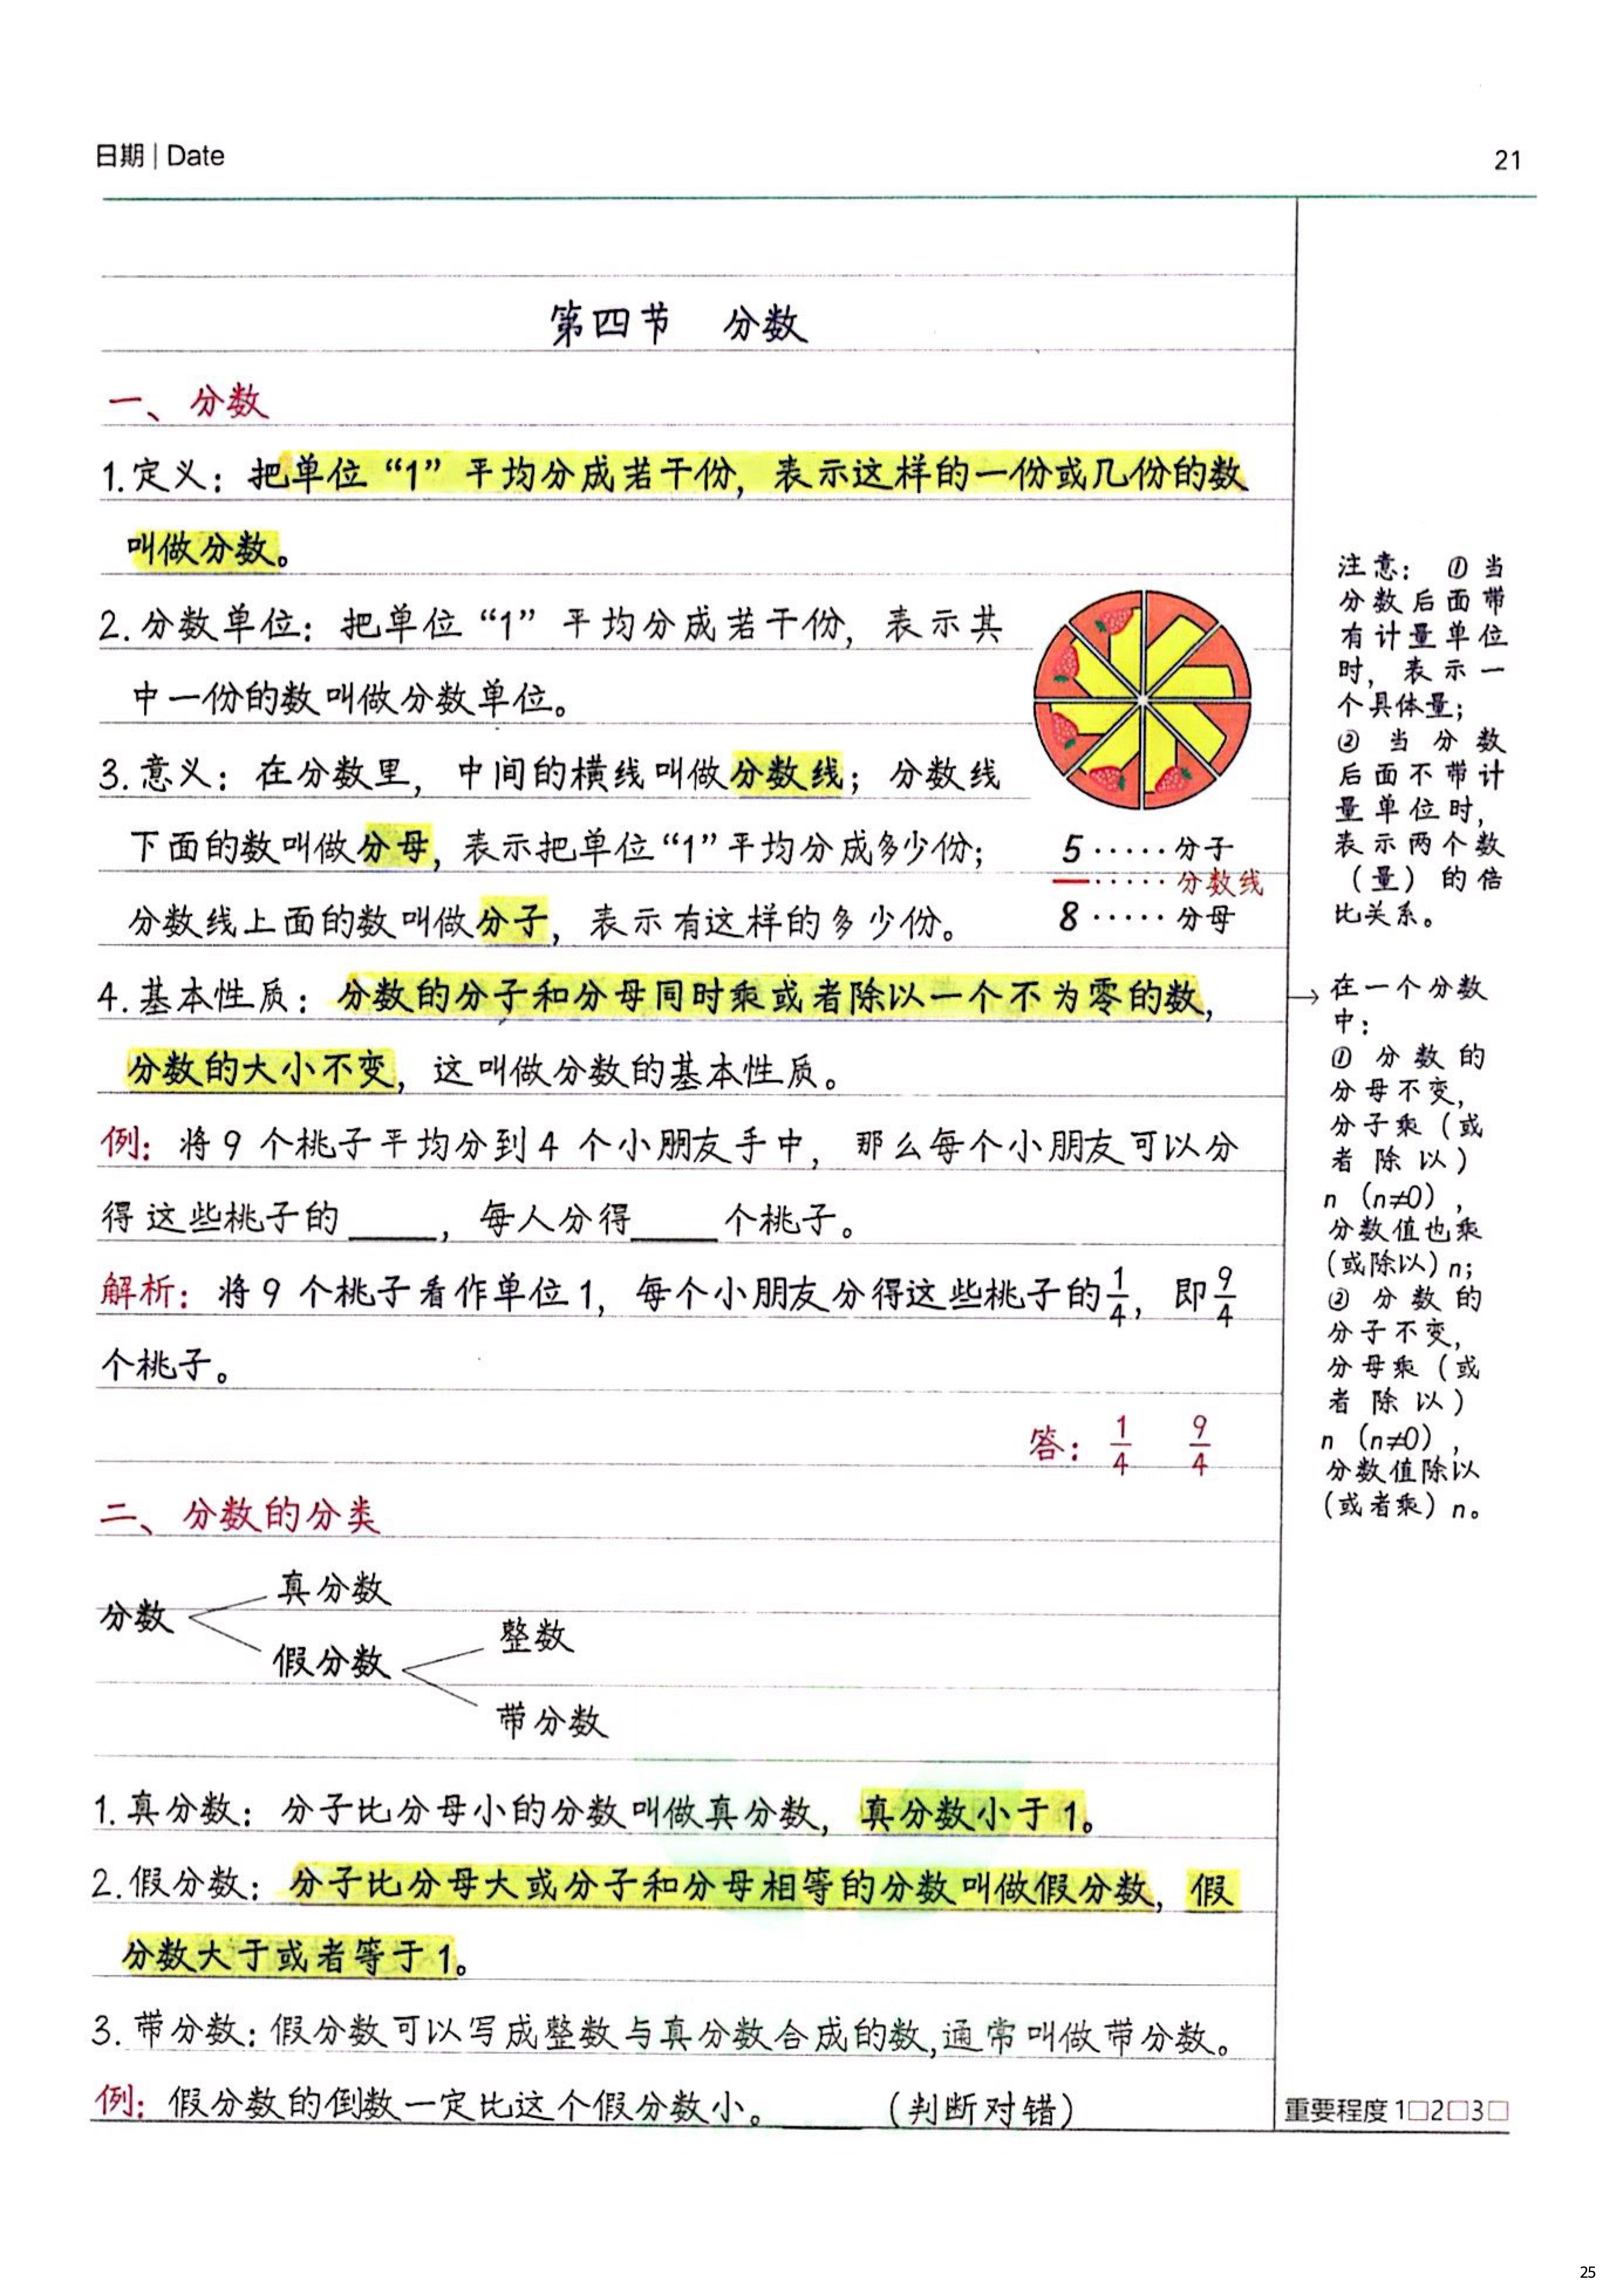 日期 | Date
21
第四节 分数
一、分数
1.定义：把单位“1”平均分成若干份，表示这样的一份或几份的数
叫做分数。
2.分数单位：把单位“1”平均分成若干份，表示其
中一份的数叫做分数单位。
3.意义：在分数里，中间的横线叫做分数线；分数线
下面的数叫做分母，表示把单位“1”平均分成多少份；
分数线上面的数叫做分子，表示有这样的多少份。
5······分子
—······分数线
8······分母
4.基本性质：分数的分子和分母同时乘或者除以一个不为零的数，
分数的大小不变，这叫做分数的基本性质。
例：将9个桃子平均分到4个小朋友手中，那么每个小朋友可以分
得这些桃子的____，每人分得____个桃子。
解析：将9个桃子看作单位1，每个小朋友分得这些桃子的1/4，即9/4
个桃子。
答：1/4 9/4
二、分数的分类
真分数
分数
整数
假分数
带分数
1.真分数：分子比分母小的分数叫做真分数，真分数小于1。
2.假分数：分子比分母大或分子和分母相等的分数叫做假分数，假
分数大于或者等于1。
3.带分数：假分数可以写成整数与真分数合成的数，通常叫做带分数。
例：假分数的倒数一定比这个假分数小。____（判断对错）
注意：①当
分数后面带
有计量单位
时，表示一
个具体量；
②当分数
后面不带计
量单位时，
表示两个数
（量）的倍
比关系。
→在一个分数
中：
①分数的
分母不变，
分子乘（或
者除以）
n（n≠0），
分数值也乘
（或除以）n；
②分数的
分子不变，
分母乘（或
者除以）
n（n≠0），
分数值除以
（或者乘）n。
重要程度1□2□3□
25